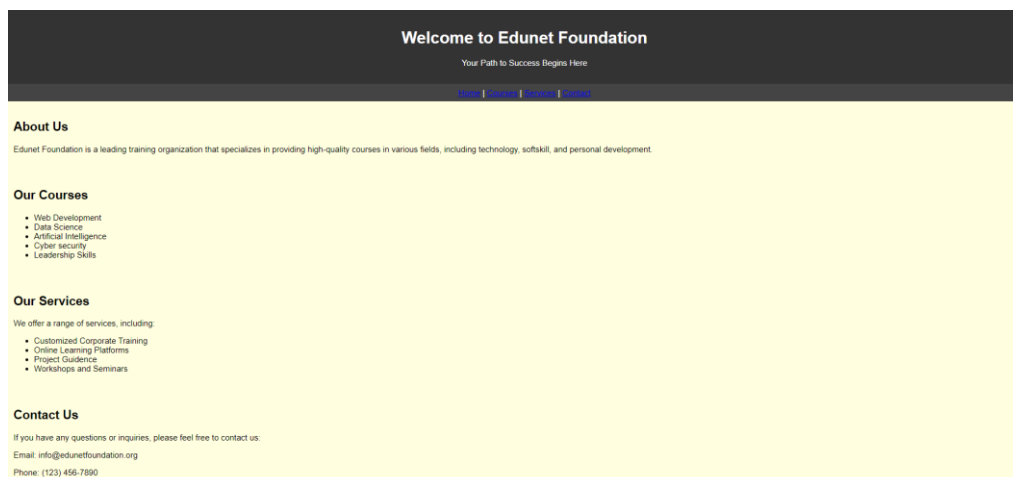 Welcome to Edunet Foundation
Your Path to Success Begins Here
Home | Courses | Services | Contact
About Us
Edunet Foundation is a leading training organization that specializes in providing high-quality courses in various fields, including technology, softskill, and personal development.
Our Courses
• Web Development
• Data Science
• Artificial Intelligence
• Cyber security
• Leadership Skills
Our Services
We offer a range of services, including:
• Customized Corporate Training
• Online Learning Platforms
• Project Guidence
• Workshops and Seminars
Contact Us
If you have any questions or inquiries, please feel free to contact us:
Email: info@edunetfoundation.org
Phone: (123) 456-7890